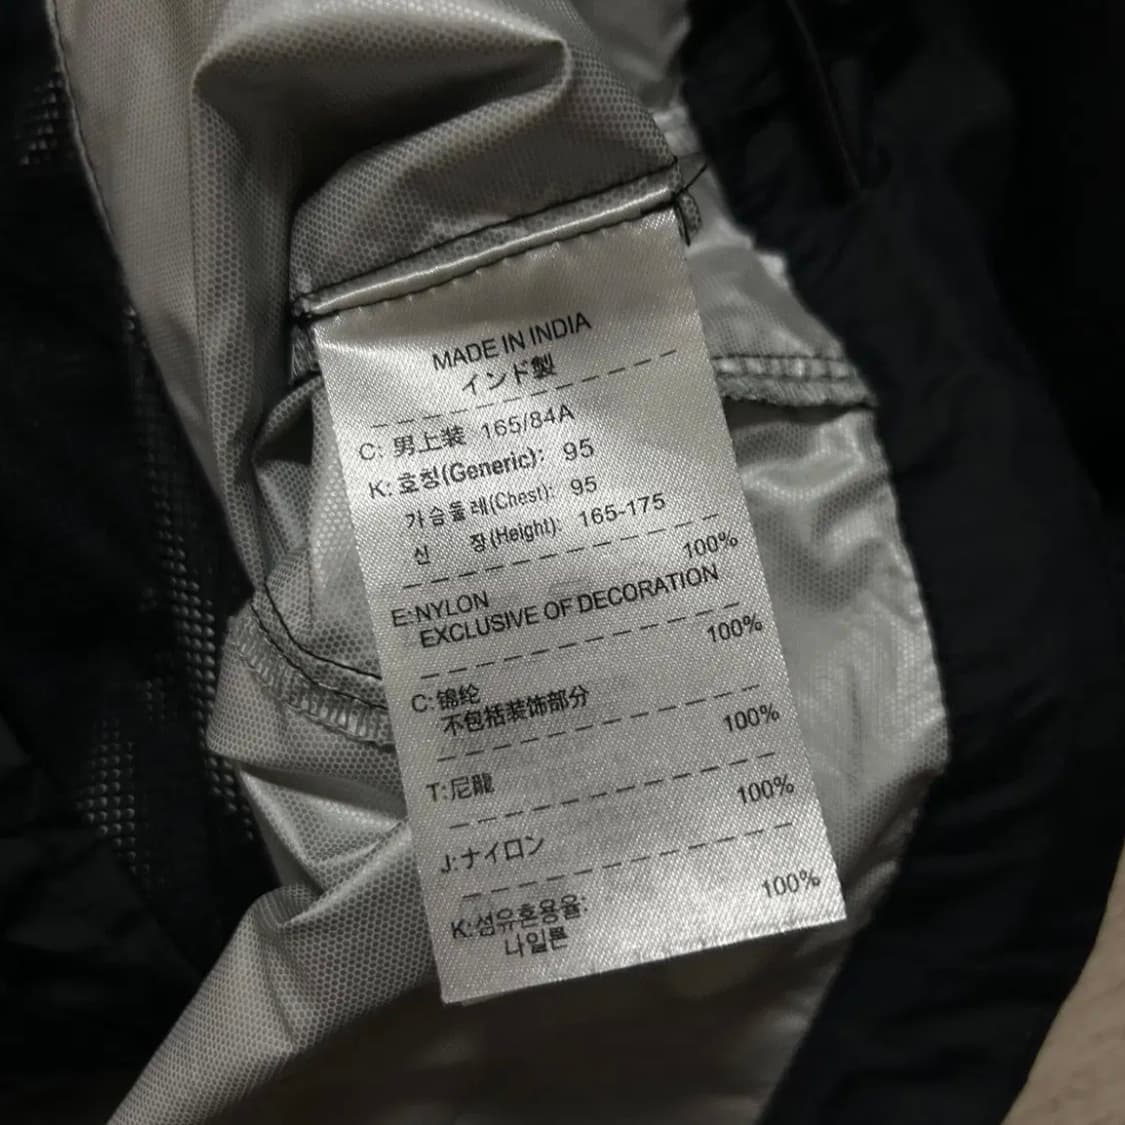 MADE IN INDIA
インド製
C: 男上装 165/84A
K: 호칭(Generic): 95
가슴둘레(Chest): 95
신 장(Height): 165-175
100%
E:NYLON
EXCLUSIVE OF DECORATION
100%
C:锦纶
不包括装饰部分
100%
T:尼龍
100%
J:ナイロン
100%
K:섬유혼용율:
나일론